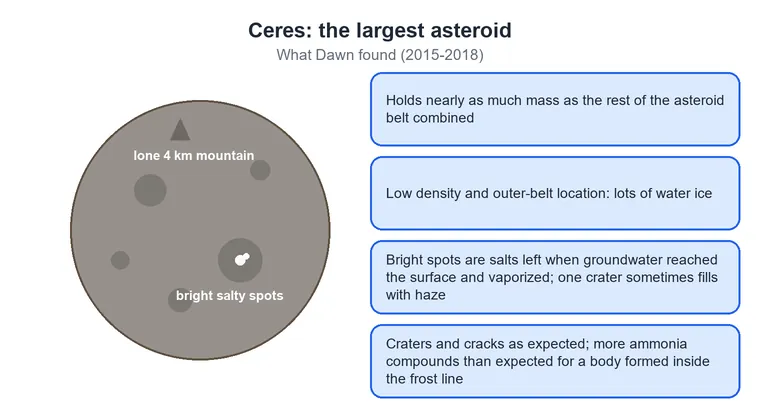 Ceres: the largest asteroid
What Dawn found (2015-2018)
lone 4 km mountain
bright salty spots
Holds nearly as much mass as the rest of the asteroid
belt combined
Low density and outer-belt location: lots of water ice
Bright spots are salts left when groundwater reached
the surface and vaporized; one crater sometimes fills
with haze
Craters and cracks as expected; more ammonia
compounds than expected for a body formed inside
the frost line